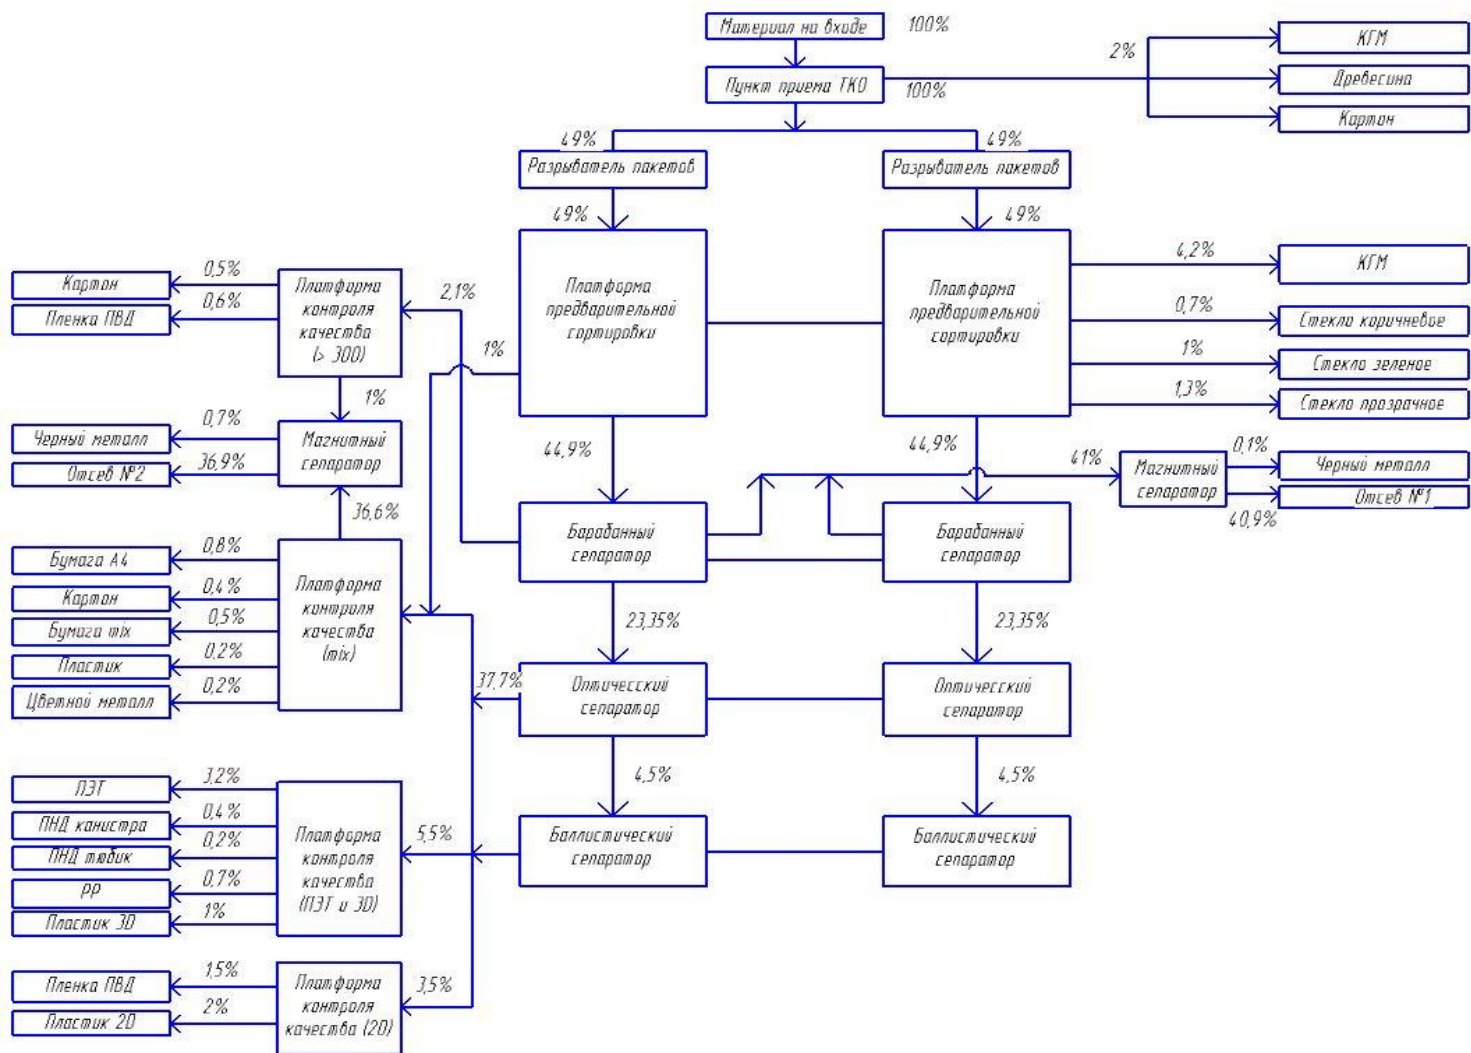 Материал на входе
100%
Пункт приема ТКО
100%
2%
КГМ
Древесина
Картон
49%
49%
Разрыватель пакетов
Разрыватель пакетов
49%
49%
Платформа
предварительной
сортировки
Платформа
предварительной
сортировки
4,2%
КГМ
0,7%
Стекло коричневое
1%
Стекло зеленое
1,3%
Стекло прозрачное
Картон
0,5%
Пленка ПВД
0,6%
Платформа
контроля
качества
(> 300)
2,1%
1%
1%
Черный металл
0,7%
Отсев №2
36,9%
Магнитный
сепаратор
36,6%
44,9%
44,9%
41%
Магнитный
сепаратор
0,1%
Черный металл
Отсев №1
40,9%
Барабанный
сепаратор
Барабанный
сепаратор
Бумага А4
0,8%
Картон
0,4%
Бумага mix
0,5%
Пластик
0,2%
Цветной металл
0,2%
Платформа
контроля
качества
(mix)
23,35%
23,35%
37,7%
Оптичесский
сепаратор
Оптичесский
сепаратор
4,5%
4,5%
ПЭТ
3,2%
ПНД канистра
0,4%
ПНД тюбик
0,2%
РР
0,7%
Пластик 3D
1%
Платформа
контроля
качества
(ПЭТ и 3D)
5,5%
Баллистический
сепаратор
Баллистический
сепаратор
Пленка ПВД
1,5%
Пластик 2D
2%
Платформа
контроля
качества (2D)
3,5%